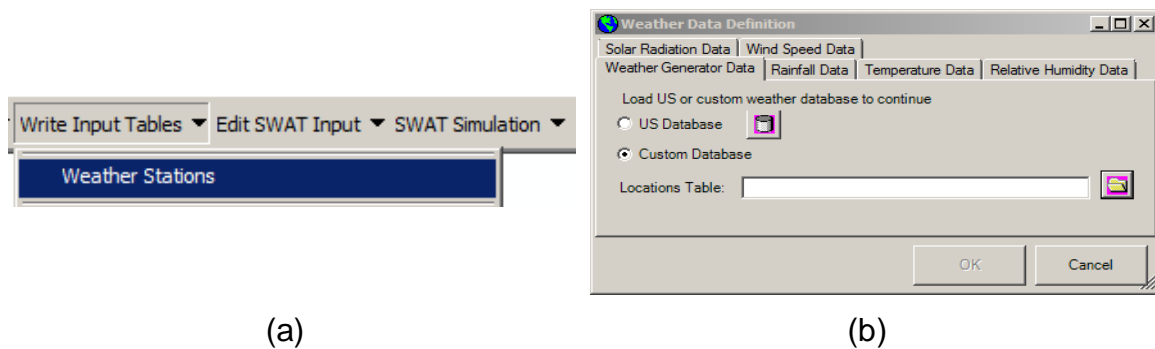 Write Input Tables Edit SWAT Input SWAT Simulation
Weather Stations
(a)
Weather Data Definition
Solar Radiation Data Wind Speed Data
Weather Generator Data Rainfall Data Temperature Data Relative Humidity Data
Load US or custom weather database to continue
US Database
Custom Database
Locations Table:
OK Cancel
(b)